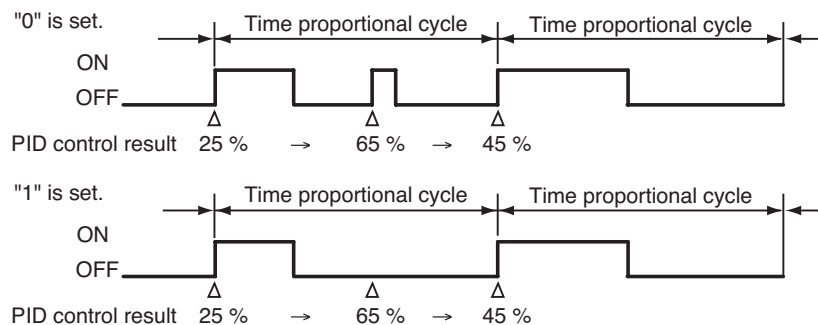 "0" is set.
Time proportional cycle Time proportional cycle
ON
OFF
PID control result 25 % → 65 % → 45 %
"1" is set.
Time proportional cycle Time proportional cycle
ON
OFF
PID control result 25 % → 65 % → 45 %